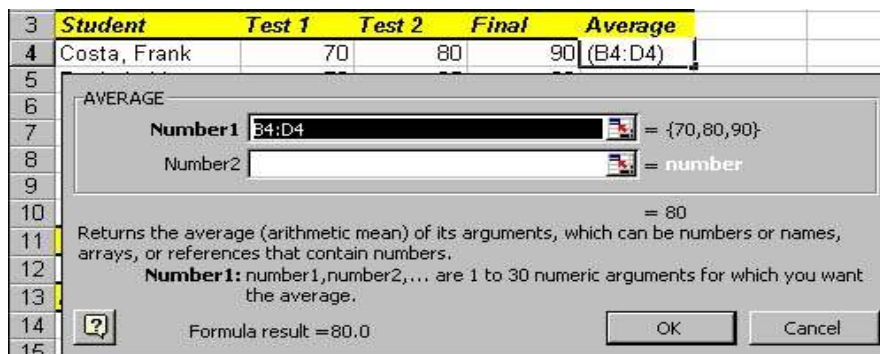 3 Student Test 1 Test 2 Final Average
4 Costa, Frank 70 80 90 (B4:D4)
5
6
AVERAGE
7 Number1 B4:D4 = {70,80,90}
8 Number2 = number
9
10 = 80
11 Returns the average (arithmetic mean) of its arguments, which can be numbers or names,
arrays, or references that contain numbers.
12 Number1: number1,number2,... are 1 to 30 numeric arguments for which you want
13 the average.
14 ? Formula result =80.0 OK Cancel
15